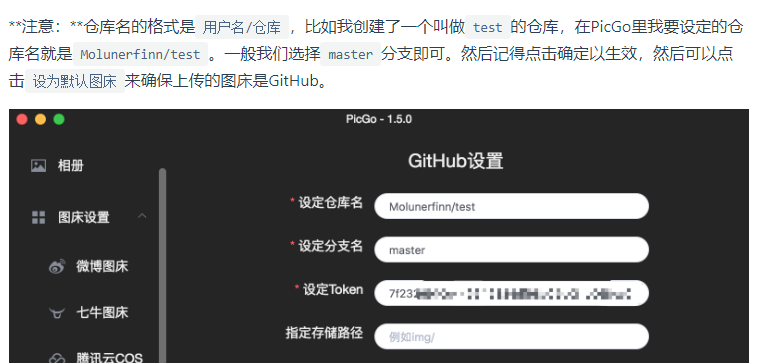 **注意：**仓库名的格式是 用户名/仓库 ，比如我创建了一个叫做 test 的仓库，在PicGo里我要设定的仓
库名就是 Molunerfinn/test 。一般我们选择 master 分支即可。然后记得点击确定以生效，然后可以点
击 设为默认图床 来确保上传的图床是GitHub。
PicGo - 1.5.0
相册
图床设置
微博图床
七牛图床
腾讯云COS
GitHub设置
* 设定仓库名 Molunerfinn/test
* 设定分支名 master
* 设定Token 7f232
指定存储路径 例如img/